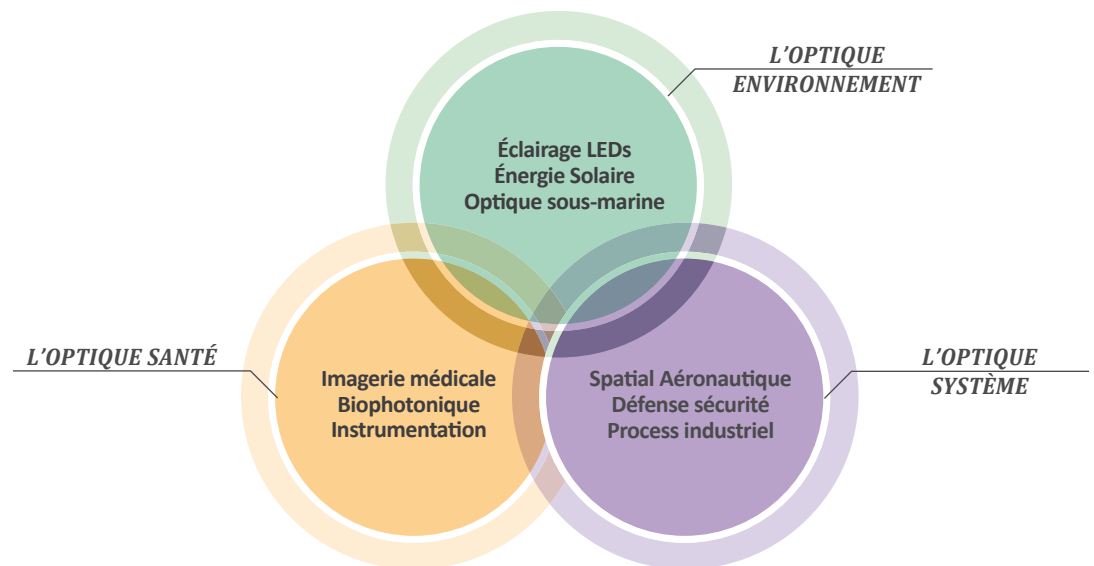 L’OPTIQUE
ENVIRONNEMENT
Éclairage LEDs
Énergie Solaire
Optique sous-marine
L’OPTIQUE SANTÉ
Imagerie médicale
Biophotonique
Instrumentation
Spatial Aéronautique
Défense sécurité
Process industriel
L’OPTIQUE
SYSTÈME